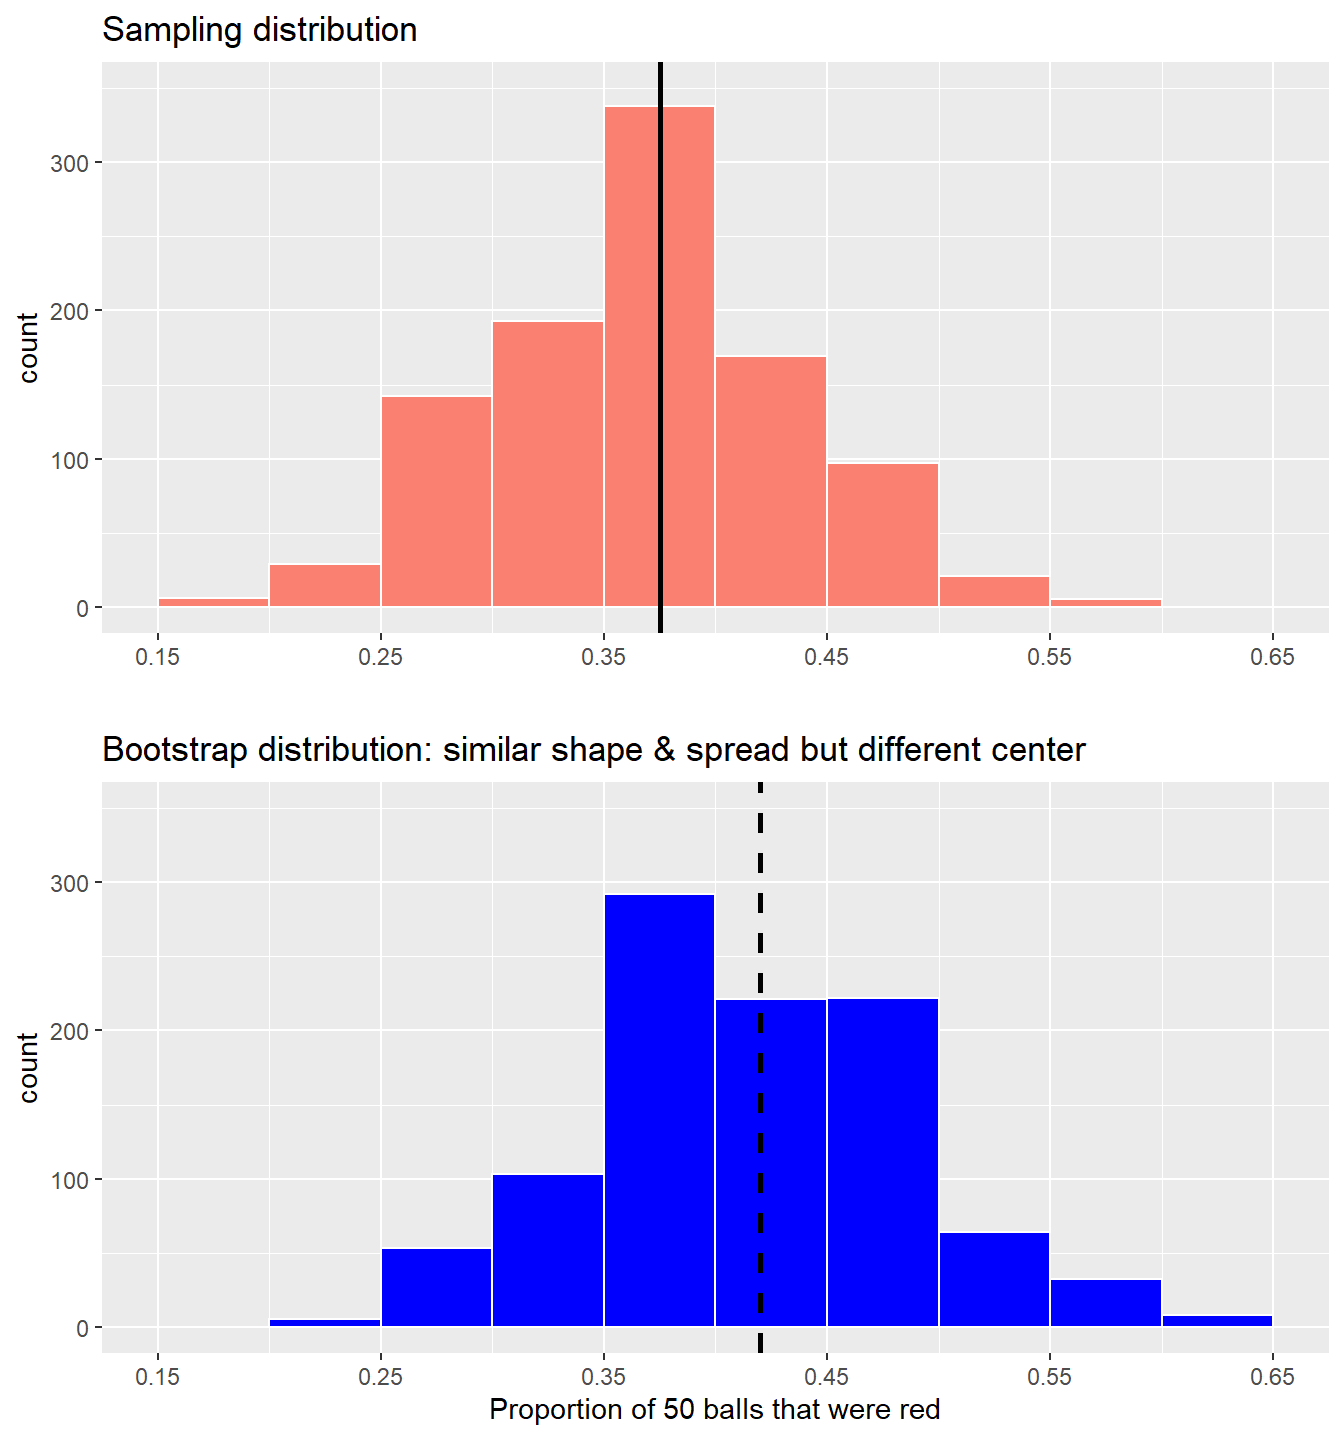 Sampling distribution
count
300
200
100
0
0.15 0.25 0.35 0.45 0.55 0.65
Bootstrap distribution: similar shape & spread but different center
count
300
200
100
0
0.15 0.25 0.35 0.45 0.55 0.65
Proportion of 50 balls that were red